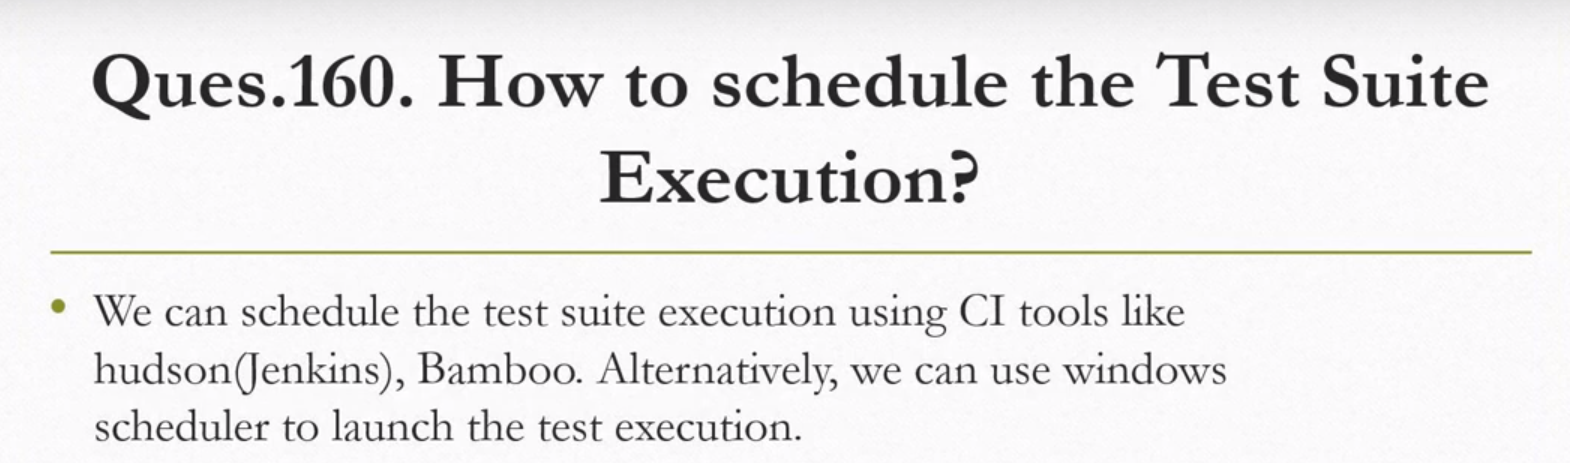 Ques.160. How to schedule the Test Suite
Execution?
• We can schedule the test suite execution using CI tools like
hudson(Jenkins), Bamboo. Alternatively, we can use windows
scheduler to launch the test execution.